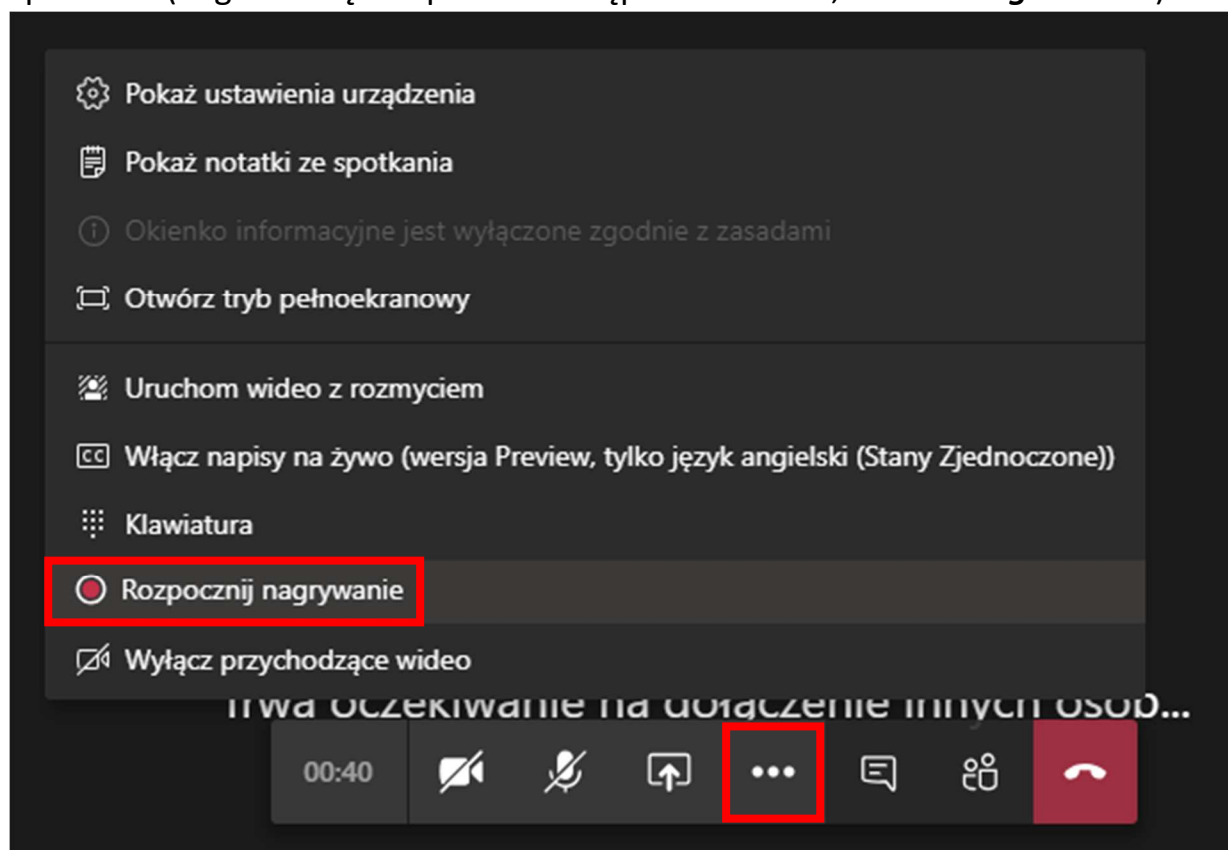 Pokaż ustawienia urządzenia
Pokaż notatki ze spotkania
Okienko informacyjne jest wyłączone zgodnie z zasadami
Otwórz tryb pełnoekranowy
Uruchom wideo z rozmyciem
CC Włącz napisy na żywo (wersja Preview, tylko język angielski (Stany Zjednoczone))
Klawiatura
Rozpocznij nagrywanie
Wyłącz przychodzące wideo
Trwa oczekiwanie na dołączenie innych osób...
00:40